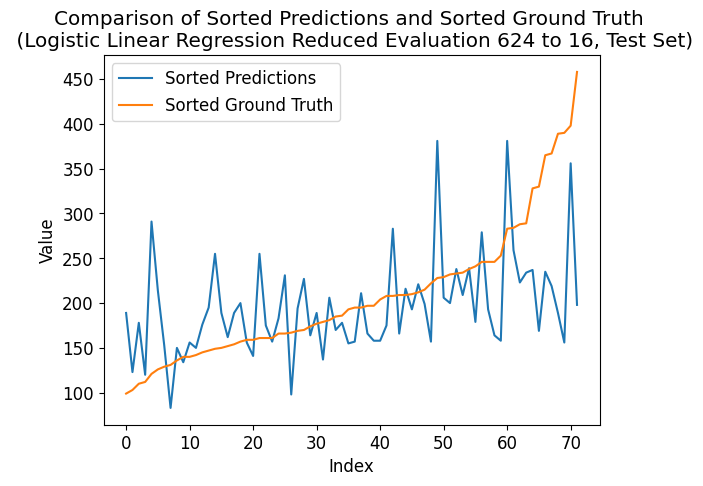 Comparison of Sorted Predictions and Sorted Ground Truth
(Logistic Linear Regression Reduced Evaluation 624 to 16, Test Set)
Sorted Predictions
Sorted Ground Truth
450
400
350
300
250
200
150
100
Value
0 10 20 30 40 50 60 70
Index